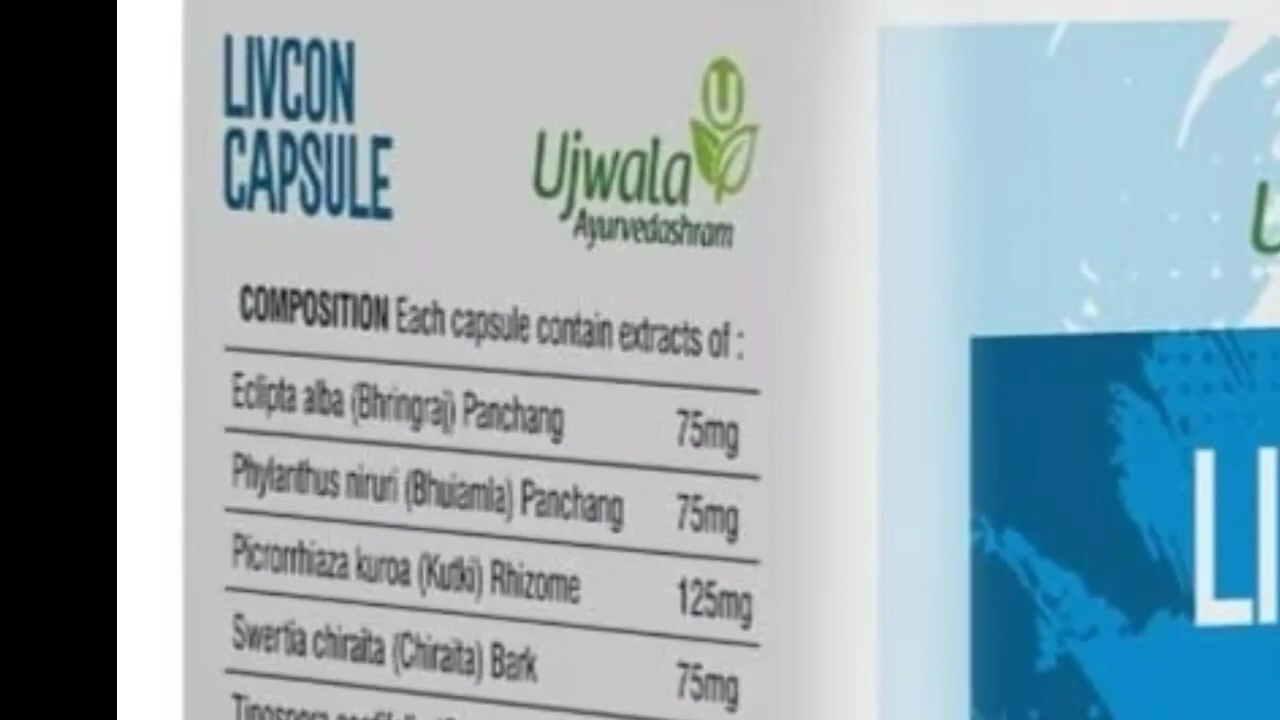 LIVCON
CAPSULE
Ujwala
Ayurvedashram
COMPOSITION Each capsule contain extracts of :
Eclipta alba (Bhringraj) Panchang 75mg
Phylanthus niruri (Bhuiamla) Panchang 75mg
Picrorrhiaza kuroa (Kutki) Rhizome 125mg
Swertia chiraita (Chiraita) Bark 75mg
Tinospora